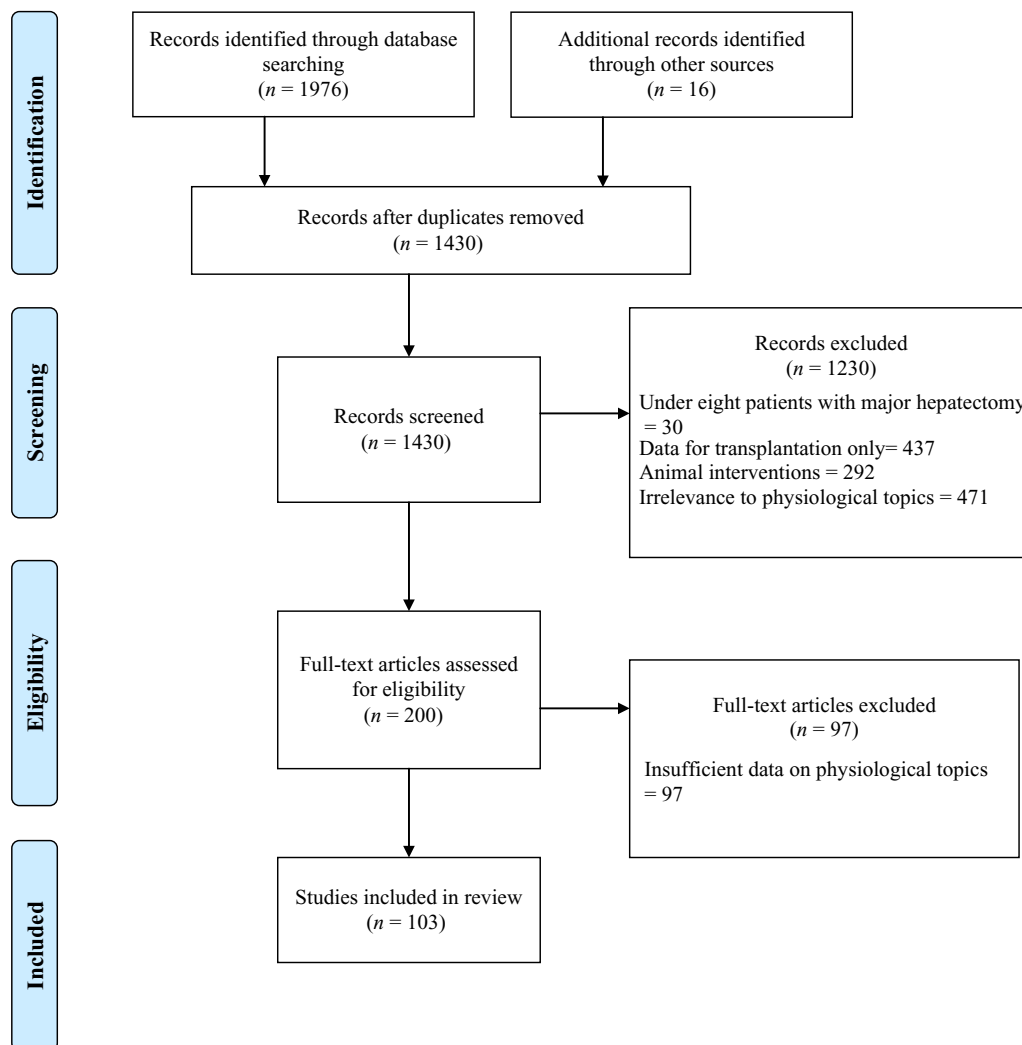 Identification
Records identified through database
searching
(n = 1976)
Additional records identified
through other sources
(n = 16)
Records after duplicates removed
(n = 1430)
Screening
Records screened
(n = 1430)
Records excluded
(n = 1230)
Under eight patients with major hepatectomy
= 30
Data for transplantation only= 437
Animal interventions = 292
Irrelevance to physiological topics = 471
Eligibility
Full-text articles assessed
for eligibility
(n = 200)
Full-text articles excluded
(n = 97)
Insufficient data on physiological topics
= 97
Included
Studies included in review
(n = 103)